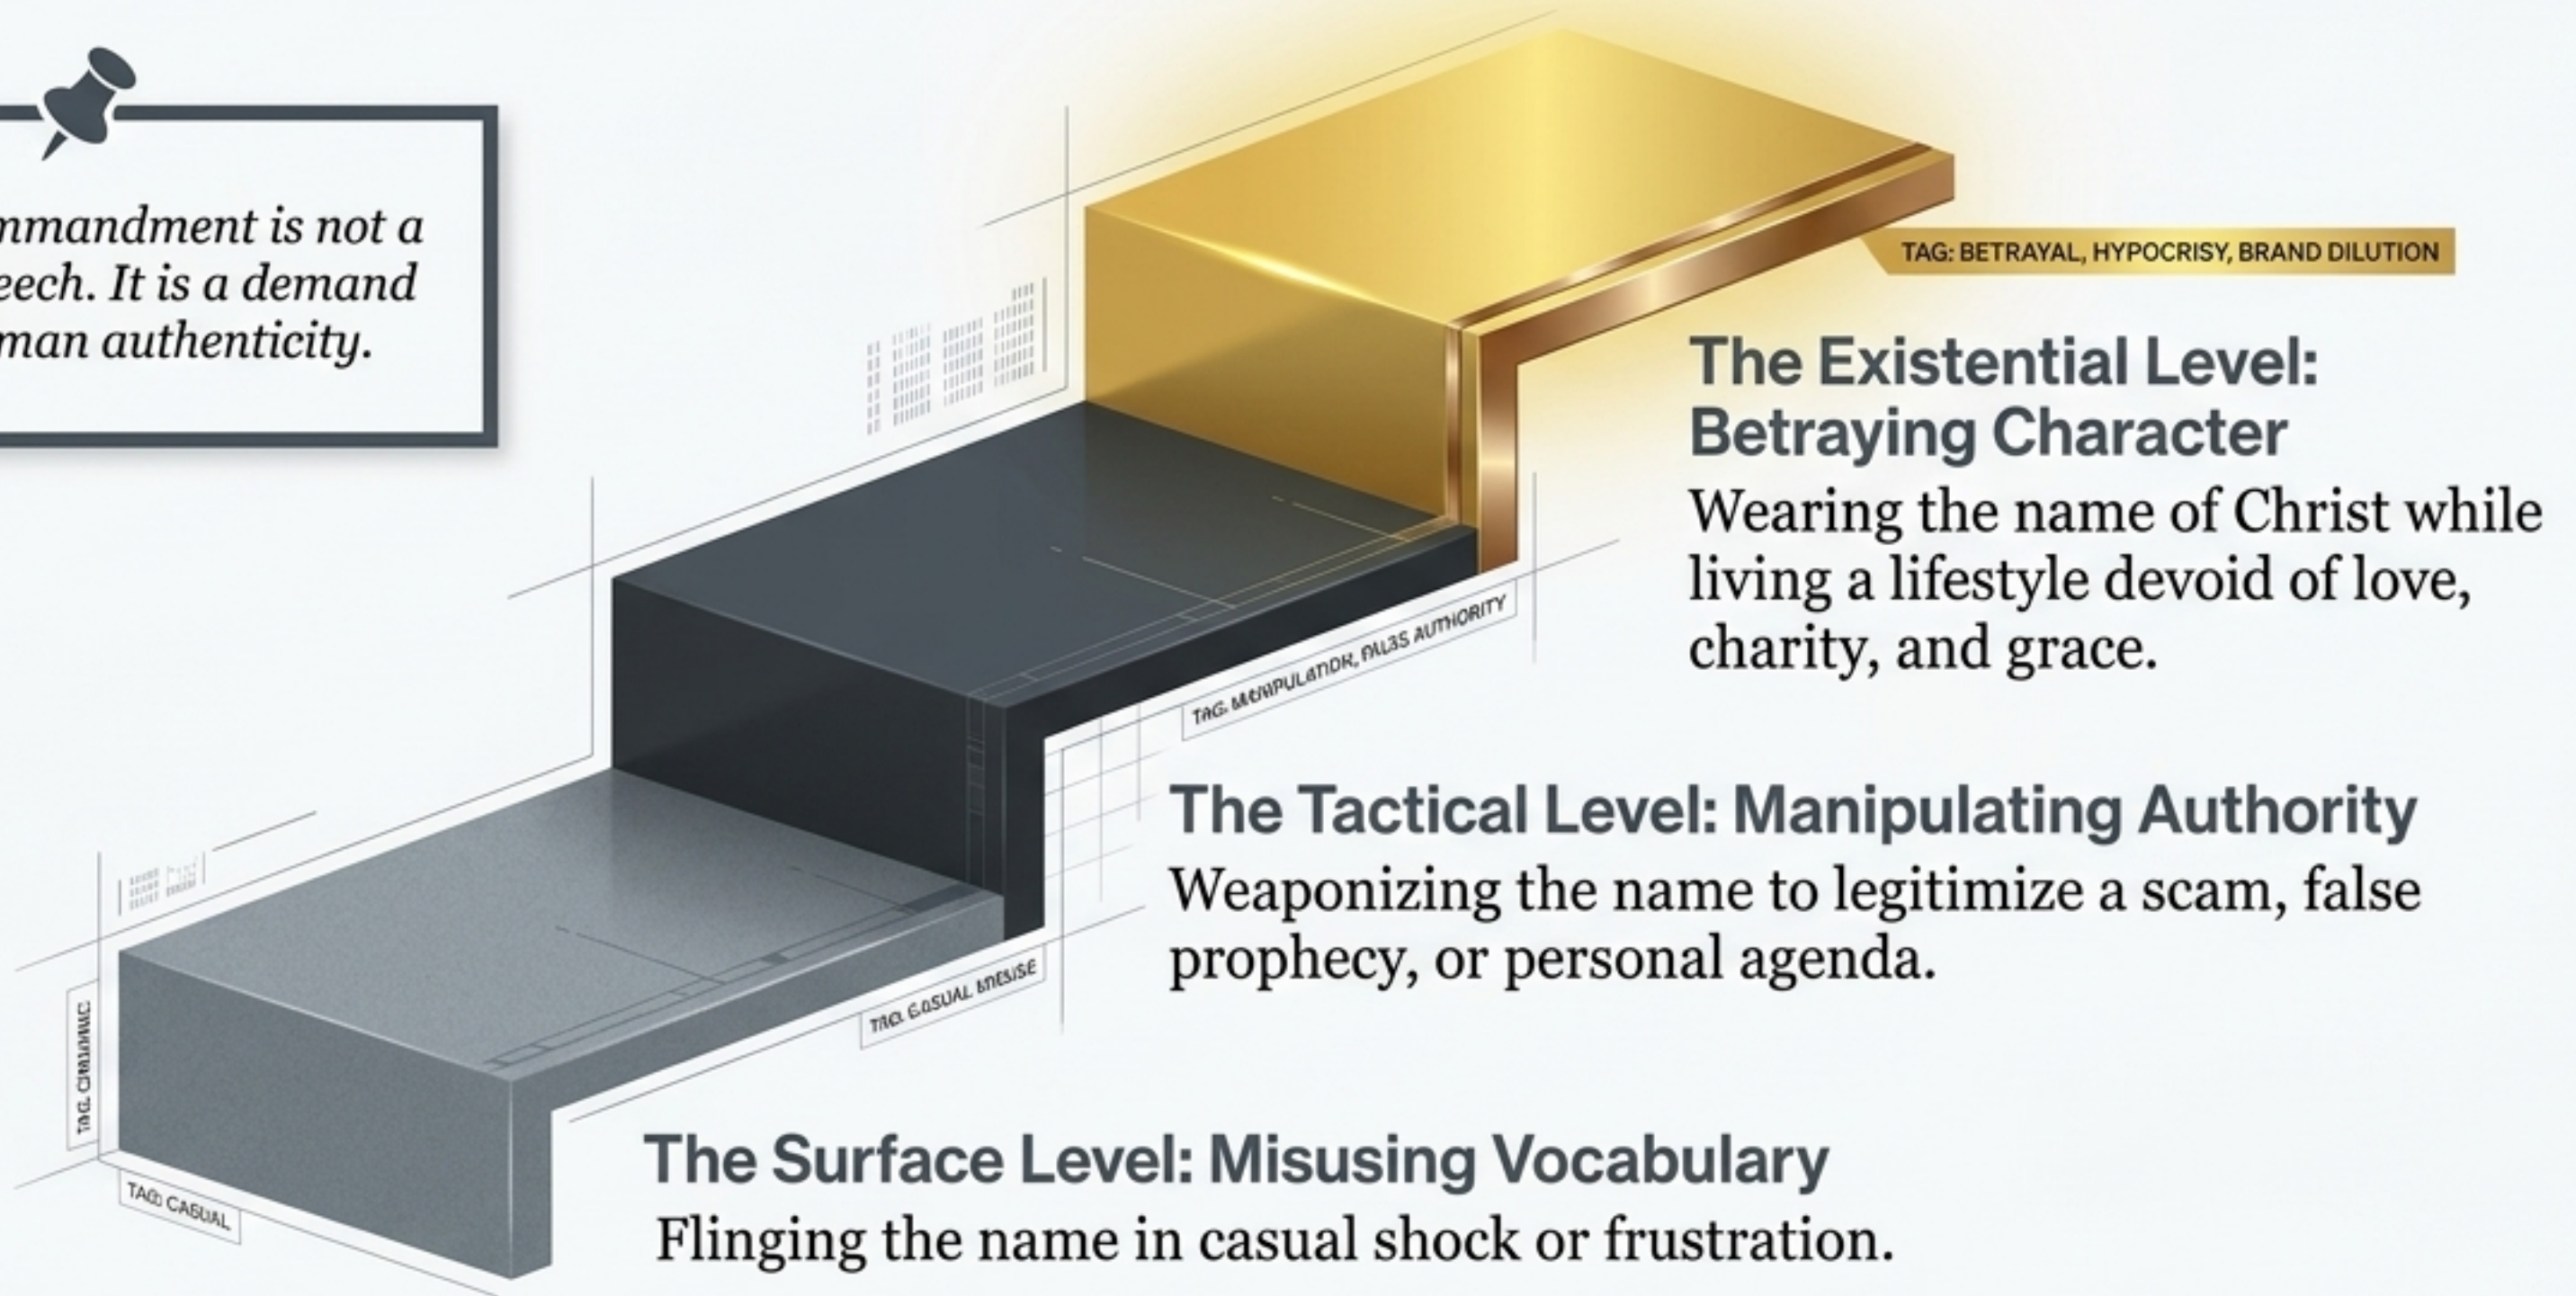 mmandment is not a
eech. It is a demand
man authenticity.
TAG: BETRAYAL, HYPOCRISY, BRAND DILUTION
The Existential Level:
Betraying Character
Wearing the name of Christ while
living a lifestyle devoid of love,
charity, and grace.
AUTHORITY
The Tactical Level: Manipulating Authority
Weaponizing the name to legitimize a scam, false
prophecy, or personal agenda.
The Surface Level: Misusing Vocabulary
Flinging the name in casual shock or frustration.